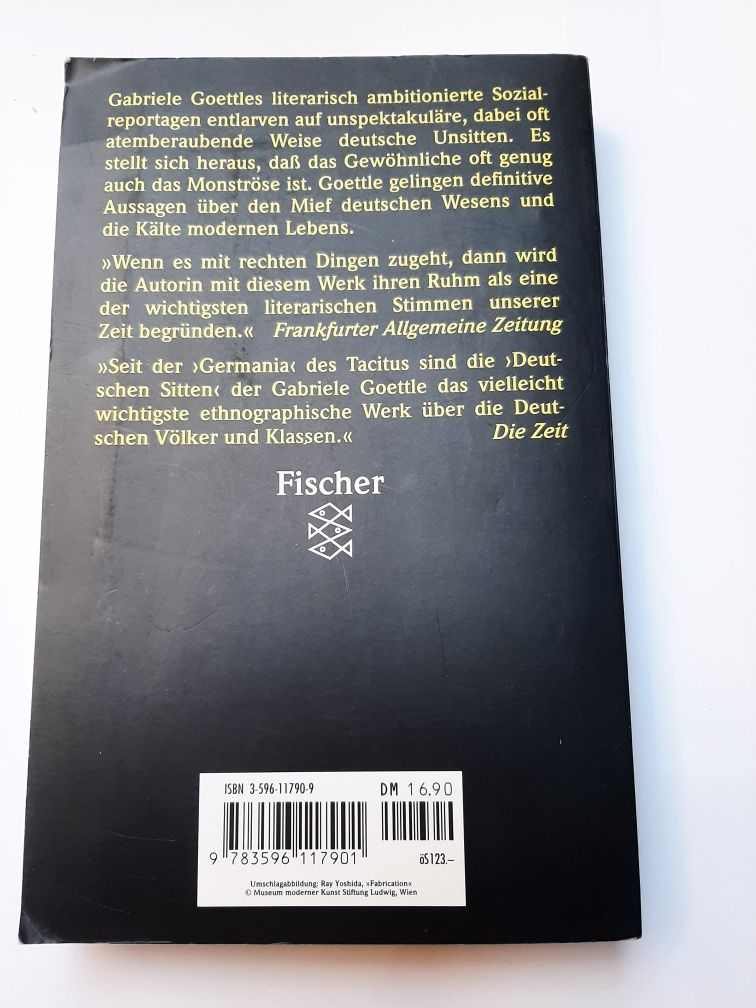 Gabriele Goettles literarisch ambitionierte Sozial-
reportagen entlarven auf unspektakuläre, dabei oft
atemberaubende Weise deutsche Unsitten. Es
stellt sich heraus, daß das Gewöhnliche oft genug
auch das Monströse ist. Goettle gelingen definitive
Aussagen über den Mief deutschen Wesens und
die Kälte modernen Lebens.
»Wenn es mit rechten Dingen zugeht, dann wird
die Autorin mit diesem Werk ihren Ruhm als eine
der wichtigsten literarischen Stimmen unserer
Zeit begründen.« Frankfurter Allgemeine Zeitung
»Seit der ›Germania‹ des Tacitus sind die ›Deut-
schen Sitten‹ der Gabriele Goettle das vielleicht
wichtigste ethnographische Werk über die Deut-
schen Völker und Klassen.« Die Zeit
Fischer
ISBN 3-596-11790-9 DM 16.90
9 783596 117901 öS 123.–
Umschlagabbildung: Ray Yoshida, »Fabrication«
© Museum moderner Kunst Stiftung Ludwig, Wien